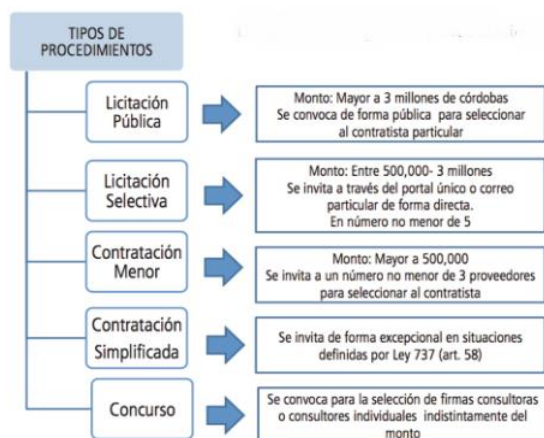 TIPOS DE
PROCEDIMIENTOS
Licitación
Pública
Monto: Mayor a 3 millones de córdobas
Se convoca de forma pública para seleccionar
al contratista particular
Licitación
Selectiva
Monto: Entre 500,000- 3 millones
Se invita a través del portal único o correo
particular de forma directa.
En número no menor de 5
Contratación
Menor
Monto: Mayor a 500,000
Se invita a un número no menor de 3 proveedores
para seleccionar al contratista
Contratación
Simplificada
Se invita de forma excepcional en situaciones
definidas por Ley 737 (art. 58)
Concurso
Se convoca para la selección de firmas consultoras
o consultores individuales indistintamente del
monto